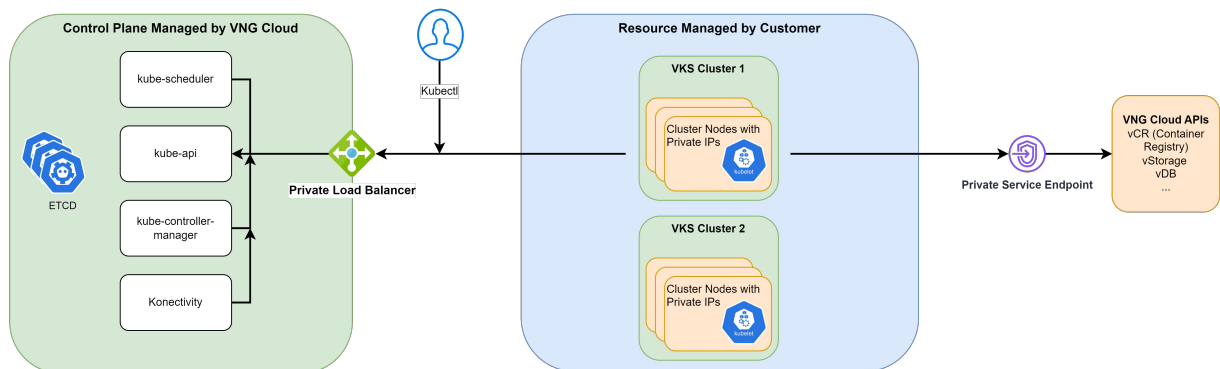 Control Plane Managed by VNG Cloud
kube-scheduler
kube-api
ETCD
kube-controller-
manager
Konectivity
Kubectl
Private Load Balancer
Resource Managed by Customer
VKS Cluster 1
Cluster Nodes with
Private IPs
kubelet
VKS Cluster 2
Cluster Nodes with
Private IPs
kubelet
Private Service Endpoint
VNG Cloud APIs
vCR (Container
Registry)
vStorage
vDB
...